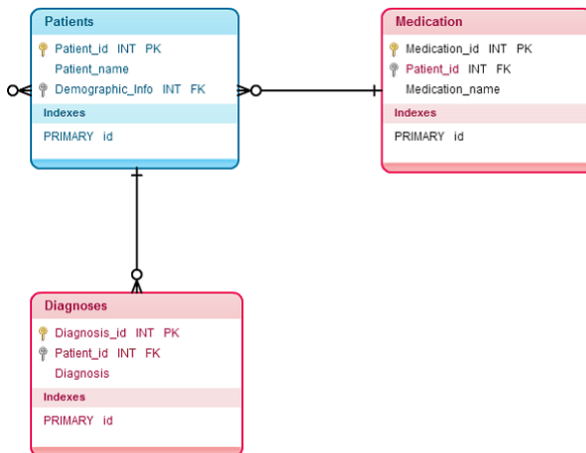 Patients
Patient_id INT PK
Patient_name
Demographic_Info INT FK
Indexes
PRIMARY id
Medication
Medication_id INT PK
Patient_id INT FK
Medication_name
Indexes
PRIMARY id
Diagnoses
Diagnosis_id INT PK
Patient_id INT FK
Diagnosis
Indexes
PRIMARY id